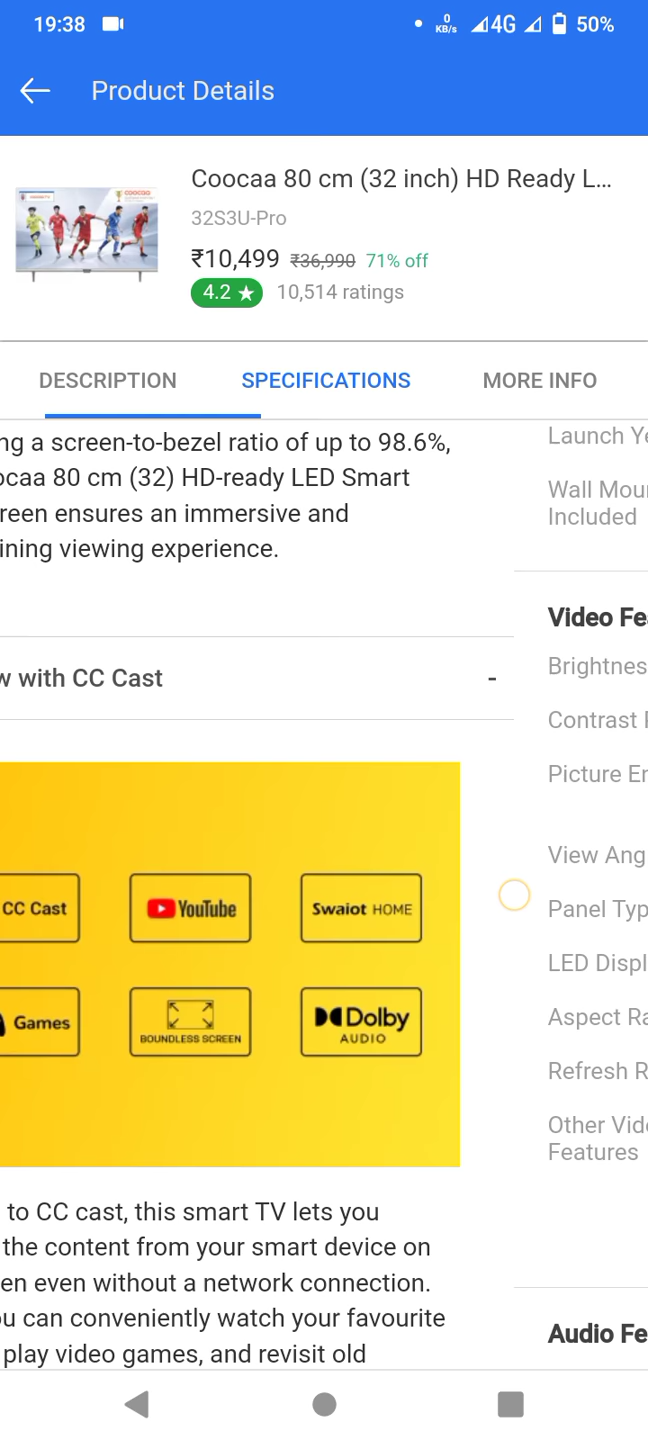 19:38
0
KB/s
4G
50%
Product Details
Coocaa 80 cm (32 inch) HD Ready L...
32S3U-Pro
₹10,499 ₹36,990 71% off
4.2 ★ 10,514 ratings
DESCRIPTION SPECIFICATIONS MORE INFO
ng a screen-to-bezel ratio of up to 98.6%,
ocaa 80 cm (32) HD-ready LED Smart
reen ensures an immersive and
ining viewing experience.
w with CC Cast -
CC Cast
YouTube
Swaiot HOME
Games
BOUNDLESS SCREEN
Dolby
AUDIO
to CC cast, this smart TV lets you
the content from your smart device on
en even without a network connection.
ou can conveniently watch your favourite
play video games, and revisit old
Launch Ye
Wall Mou
Included
Video Fe
Brightnes
Contrast
Picture En
View Ang
Panel Typ
LED Displ
Aspect Ra
Refresh R
Other Vid
Features
Audio Fe